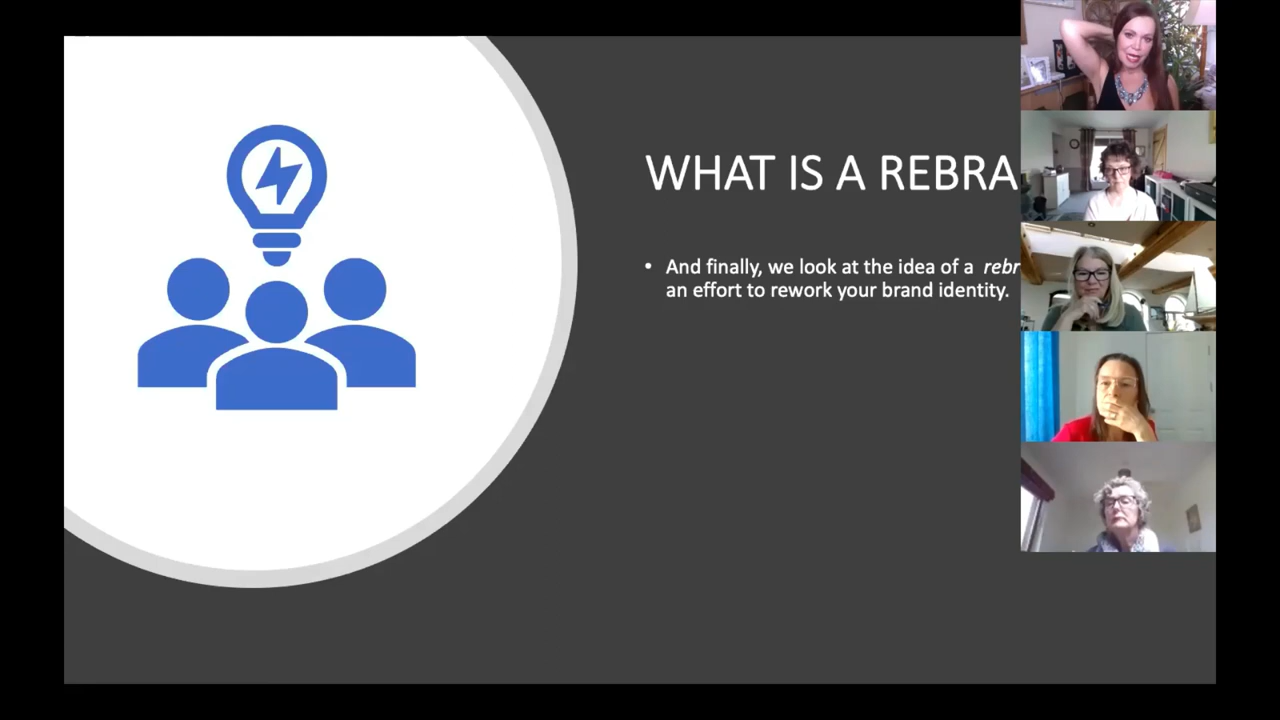 WHAT IS A REBRA
• And finally, we look at the idea of a rebr
an effort to rework your brand identity.